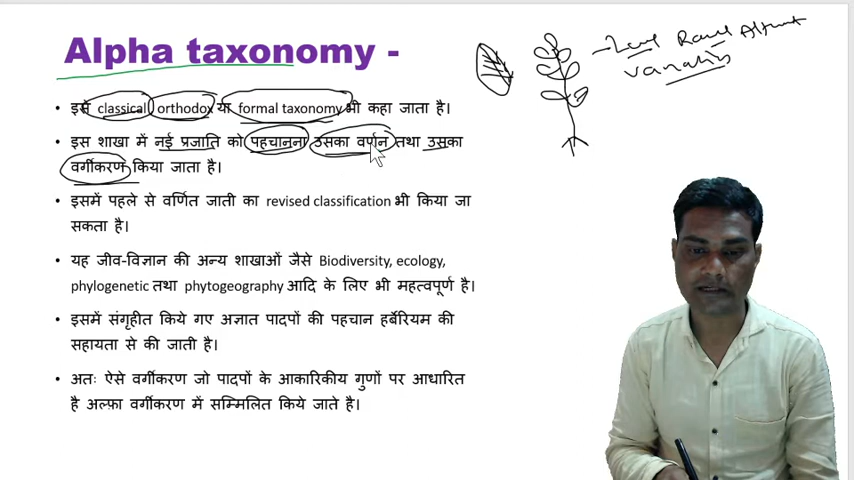 Alpha taxonomy -
• इसे classical orthodox या formal taxonomy भी कहा जाता है।
• इस शाखा में नई प्रजाति को पहचानना उसका वर्णन तथा उसका
वर्गीकरण किया जाता है।
• इसमें पहले से वर्णित जाती का revised classification भी किया जा
सकता है।
• यह जीव-विज्ञान की अन्य शाखाओं जैसे Biodiversity, ecology,
phylogenetic तथा phytogeography आदि के लिए भी महत्वपूर्ण है।
• इसमें संगृहीत किये गए अज्ञात पादपों की पहचान हर्बेरियम की
सहायता से की जाती है।
• अतः ऐसे वर्गीकरण जो पादपों के आकारिकीय गुणों पर आधारित
है अल्फ़ा वर्गीकरण में सम्मिलित किये जाते है।